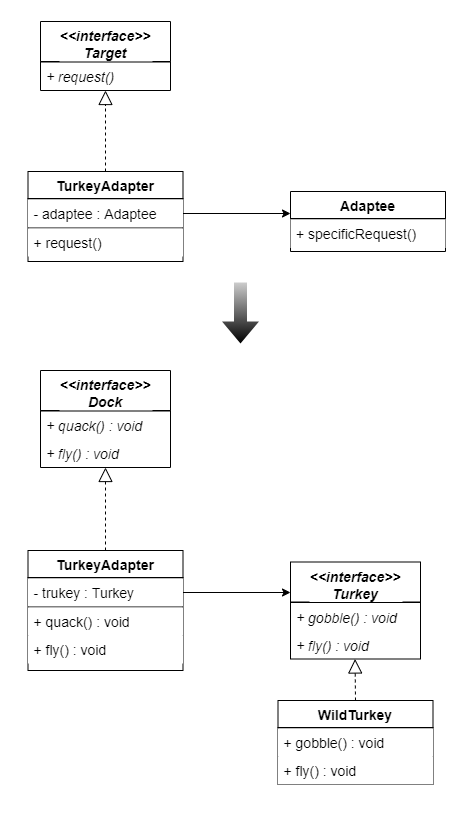 <<interface>>
Target
+ request()
TurkeyAdapter
- adaptee : Adaptee
+ request()
Adaptee
+ specificRequest()
<<interface>>
Dock
+ quack() : void
+ fly() : void
TurkeyAdapter
- trukey : Turkey
+ quack() : void
+ fly() : void
<<interface>>
Turkey
+ gobble() : void
+ fly() : void
WildTurkey
+ gobble() : void
+ fly() : void